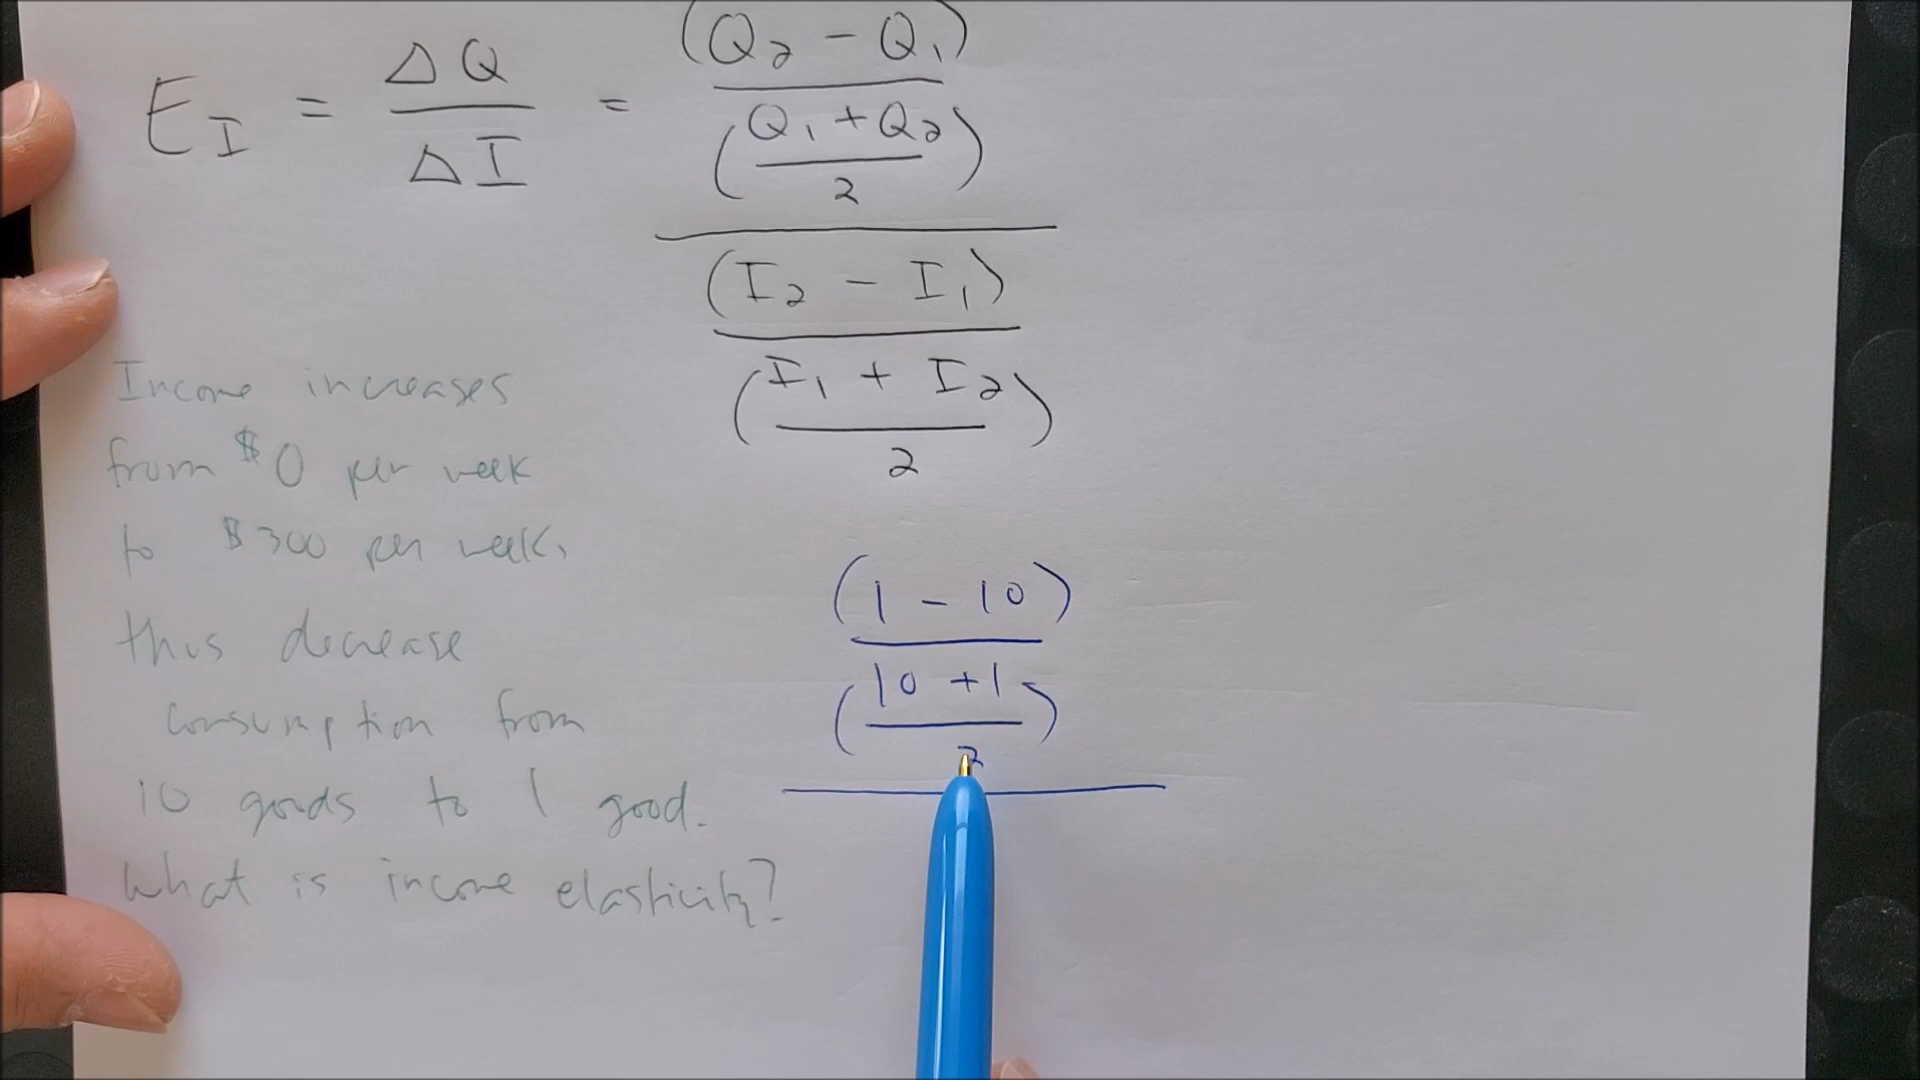 E_I = ΔQ / ΔI = ((Q₂ - Q₁) / ((Q₁ + Q₂) / 2)) / ((I₂ - I₁) / ((I₁ + I₂) / 2))
Income increases
from $0 per week
to $300 per week,
thus decrease
consumption from
10 goods to 1 good.
What is income elasticity?
(1 - 10)
(10 + 1)
2